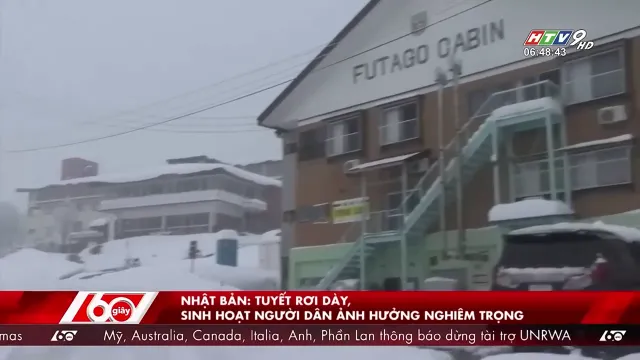 FUTAGO CABIN
HTV9 HD
06:48:43
60 giây
NHẬT BẢN: TUYẾT RƠI DÀY,
SINH HOẠT NGƯỜI DÂN ẢNH HƯỞNG NGHIÊM TRỌNG
mas
Mỹ, Australia, Canada, Italia, Anh, Phần Lan thông báo dừng tài trợ UNRWA